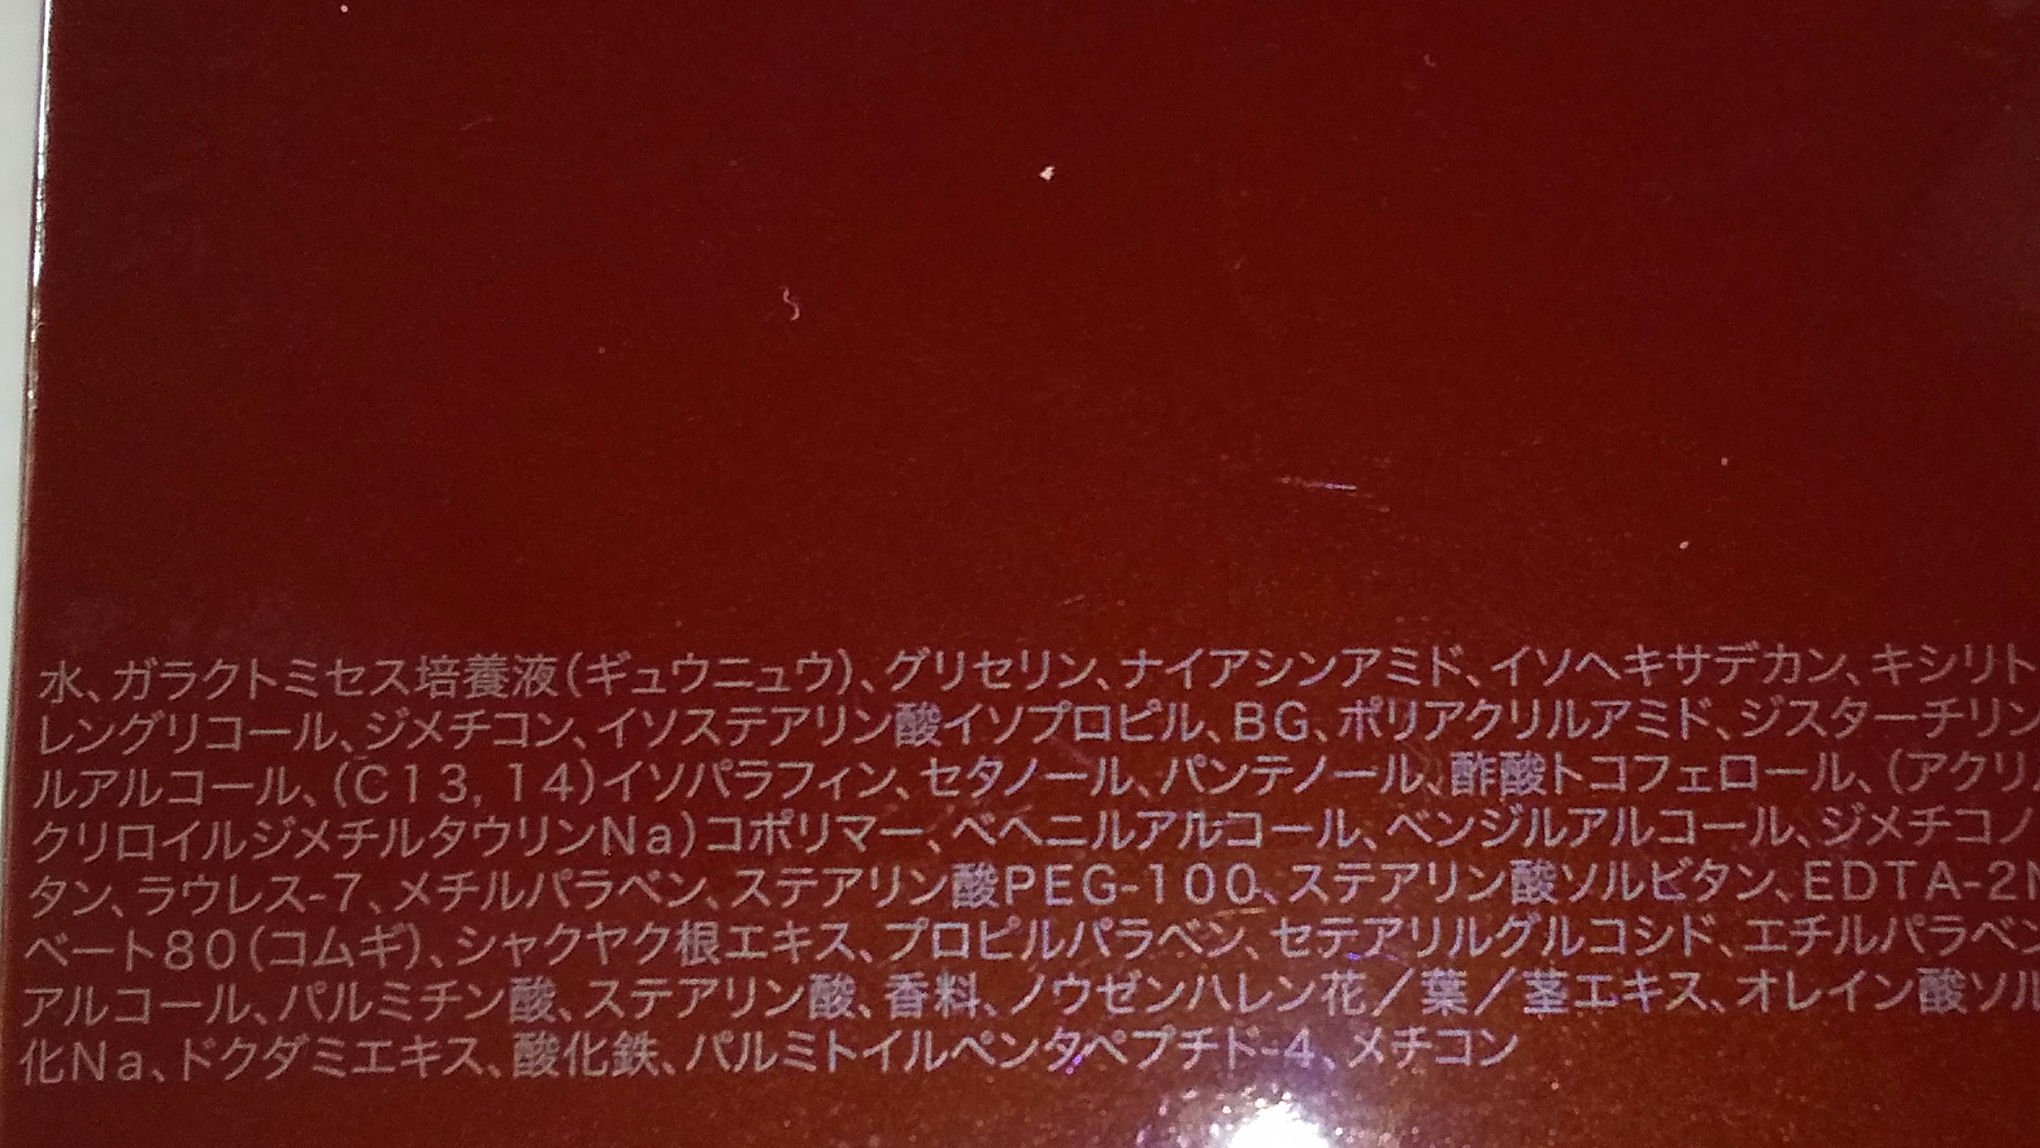 水、ガラクトミセス培養液(ギュウニュウ)、グリセリン、ナイアシンアミド、イソヘキサデカン、キシリト
レングリコール、ジメチコン、イソステアリン酸イソプロピル、BG、ポリアクリルアミド、ジスターチリン
ルアルコール、(C13, 14)イソパラフィン、セタノール、パンテノール、酢酸トコフェロール、(アクリ
クリロイルジメチルタウリンNa)コポリマー、ベヘニルアルコール、ベンジルアルコール、ジメチコノ
タン、ラウレス-7、メチルパラベン、ステアリン酸PEG-100、ステアリン酸ソルビタン、EDTA-2N
ベート80(コムギ)、シャクヤク根エキス、プロピルパラベン、セテアリルグルコシド、エチルパラベン
アルコール、パルミチン酸、ステアリン酸、香料、ノウゼンハレン花/葉/茎エキス、オレイン酸ソル
化Na、ドクダミエキス、酸化鉄、パルミトイルペンタペプチド-4、メチコン